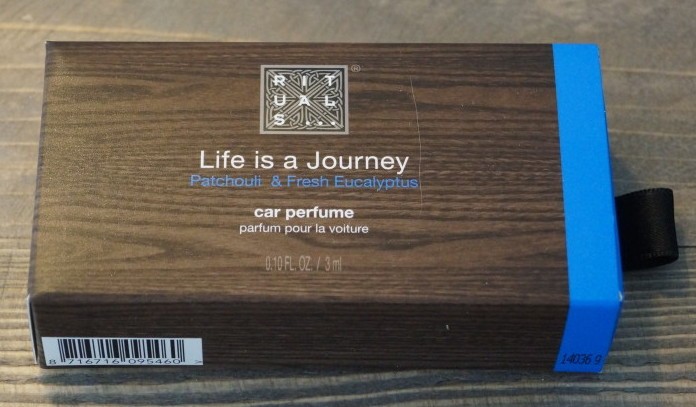 RIT
UAL
S...
®
Life is a Journey
Patchouli & Fresh Eucalyptus
car perfume
parfum pour la voiture
0.10 FL. OZ. / 3 ml
8 716716 095460 >
14036 9